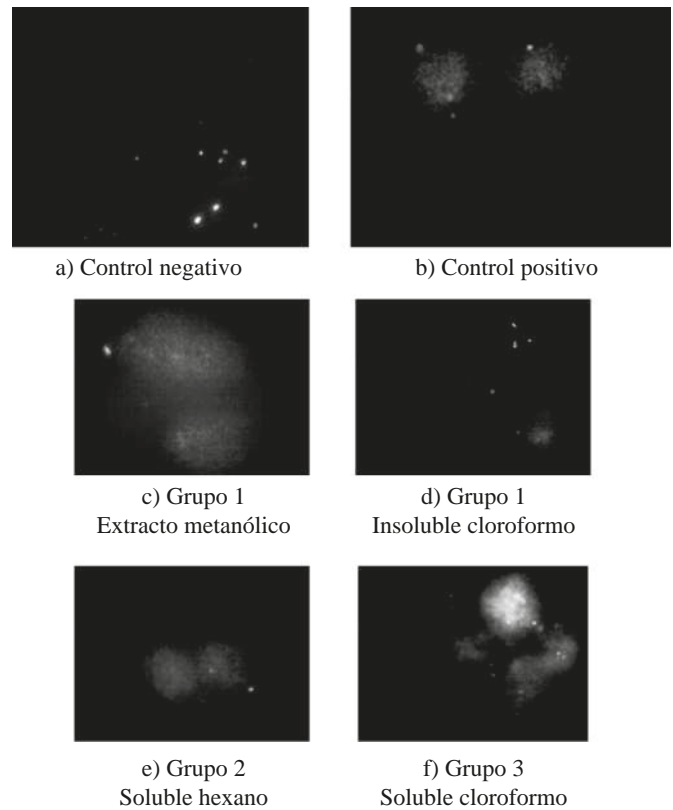 a) Control negativo
b) Control positivo
c) Grupo 1
Extracto metanólico
d) Grupo 1
Insoluble cloroformo
e) Grupo 2
Soluble hexano
f) Grupo 3
Soluble cloroformo